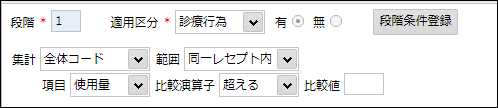 段階 * 1 適用区分 * 診療行為 有 無 段階条件登録
集計 全体コード 範囲 同一レセプト内
項目 使用量 比較演算子 超える 比較値